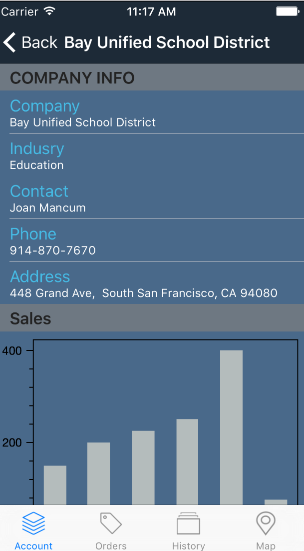 Carrier 11:17 AM
Back Bay Unified School District
COMPANY INFO
Company
Bay Unified School District
Indusry
Education
Contact
Joan Mancum
Phone
914-870-7670
Address
448 Grand Ave, South San Francisco, CA 94080
Sales
400
200
Account Orders History Map